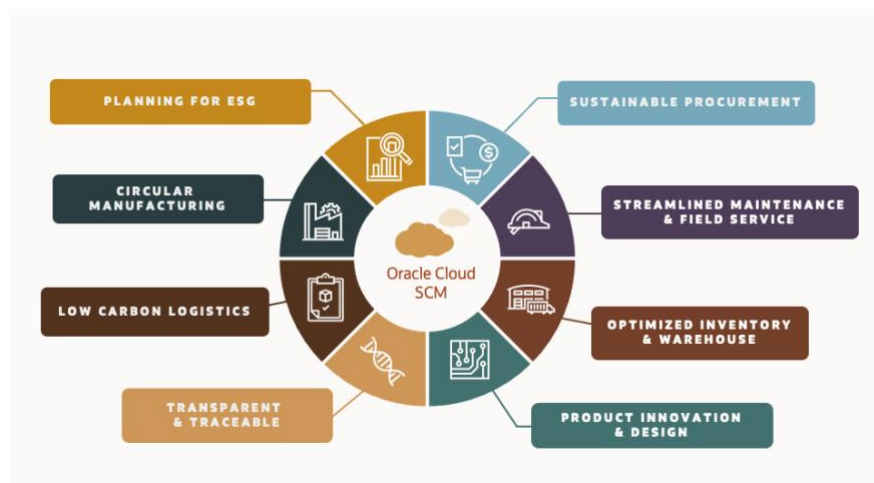 PLANNING FOR ESG
SUSTAINABLE PROCUREMENT
CIRCULAR
MANUFACTURING
STREAMLINED MAINTENANCE
& FIELD SERVICE
Oracle Cloud
SCM
LOW CARBON LOGISTICS
OPTIMIZED INVENTORY
& WAREHOUSE
TRANSPARENT
& TRACEABLE
PRODUCT INNOVATION
& DESIGN